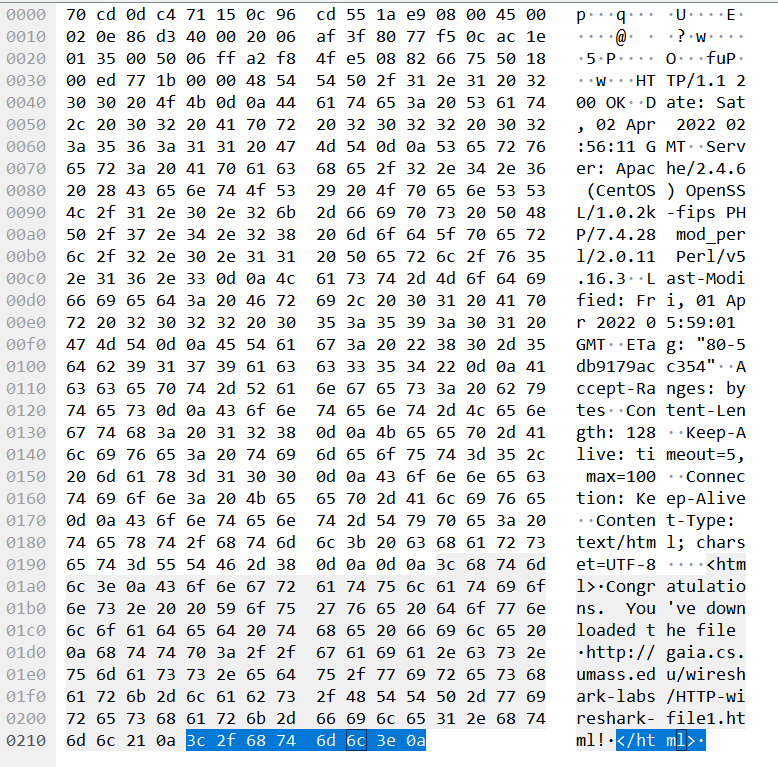 0000 70 cd 0d c4 71 15 0c 96 cd 55 1a e9 08 00 45 00 p···q··· ·U····E·
0010 02 0e 86 d3 40 00 20 06 af 3f 80 77 f5 0c ac 1e ····@· · ·?·w····
0020 01 35 00 50 06 ff a2 f8 4f e5 08 82 66 75 50 18 ·5·P···· O···fuP·
0030 00 ed 77 1b 00 00 48 54 54 50 2f 31 2e 31 20 32 ··w···HT TP/1.1 2
0040 30 30 20 4f 4b 0d 0a 44 61 74 65 3a 20 53 61 74 00 OK··D ate: Sat
0050 2c 20 30 32 20 41 70 72 20 32 30 32 32 20 30 32 , 02 Apr 2022 02
0060 3a 35 36 3a 31 31 20 47 4d 54 0d 0a 53 65 72 76 :56:11 G MT··Serv
0070 65 72 3a 20 41 70 61 63 68 65 2f 32 2e 34 2e 36 er: Apac he/2.4.6
0080 20 28 43 65 6e 74 4f 53 29 20 4f 70 65 6e 53 53 (CentOS ) OpenSS
0090 4c 2f 31 2e 30 2e 32 6b 2d 66 69 70 73 20 50 48 L/1.0.2k -fips PH
00a0 50 2f 37 2e 34 2e 32 38 20 6d 6f 64 5f 70 65 72 P/7.4.28 mod_per
00b0 6c 2f 32 2e 30 2e 31 31 20 50 65 72 6c 2f 76 35 l/2.0.11 Perl/v5
00c0 2e 31 36 2e 33 0d 0a 4c 61 73 74 2d 4d 6f 64 69 .16.3··L ast-Modi
00d0 66 69 65 64 3a 20 46 72 69 2c 20 30 31 20 41 70 fied: Fr i, 01 Ap
00e0 72 20 32 30 32 32 20 30 35 3a 35 39 3a 30 31 20 r 2022 0 5:59:01
00f0 47 4d 54 0d 0a 45 54 61 67 3a 20 22 38 30 2d 35 GMT··ETa g: "80-5
0100 64 62 39 31 37 39 61 63 63 33 35 34 22 0d 0a 41 db9179ac c354"··A
0110 63 63 65 70 74 2d 52 61 6e 67 65 73 3a 20 62 79 ccept-Ra nges: by
0120 74 65 73 0d 0a 43 6f 6e 74 65 6e 74 2d 4c 65 6e tes··Con tent-Len
0130 67 74 68 3a 20 31 32 38 0d 0a 4b 65 65 70 2d 41 gth: 128 ··Keep-A
0140 6c 69 76 65 3a 20 74 69 6d 65 6f 75 74 3d 35 2c live: ti meout=5,
0150 20 6d 61 78 3d 31 30 30 0d 0a 43 6f 6e 6e 65 63 max=100 ··Connec
0160 74 69 6f 6e 3a 20 4b 65 65 70 2d 41 6c 69 76 65 tion: Ke ep-Alive
0170 0d 0a 43 6f 6e 74 65 6e 74 2d 54 79 70 65 3a 20 ··Conten t-Type:
0180 74 65 78 74 2f 68 74 6d 6c 3b 20 63 68 61 72 73 text/htm l; chars
0190 65 74 3d 55 54 46 2d 38 0d 0a 0d 0a 3c 68 74 6d et=UTF-8 ····<htm
01a0 6c 3e 0a 43 6f 6e 67 72 61 74 75 6c 61 74 69 6f l>·Congr atulatio
01b0 6e 73 2e 20 20 59 6f 75 27 76 65 20 64 6f 77 6e ns.  You 've down
01c0 6c 6f 61 64 65 64 20 74 68 65 20 66 69 6c 65 20 loaded t he file
01d0 0a 68 74 74 70 3a 2f 2f 67 61 69 61 2e 63 73 2e ·http:// gaia.cs.
01e0 75 6d 61 73 73 2e 65 64 75 2f 77 69 72 65 73 68 umass.ed u/wiresh
01f0 61 72 6b 2d 6c 61 62 73 2f 48 54 54 50 2d 77 69 ark-labs /HTTP-wi
0200 72 65 73 68 61 72 6b 2d 66 69 6c 65 31 2e 68 74 reshark- file1.ht
0210 6d 6c 21 0a 3c 2f 68 74 6d 6c 3e 0a ml!·</ht ml>·